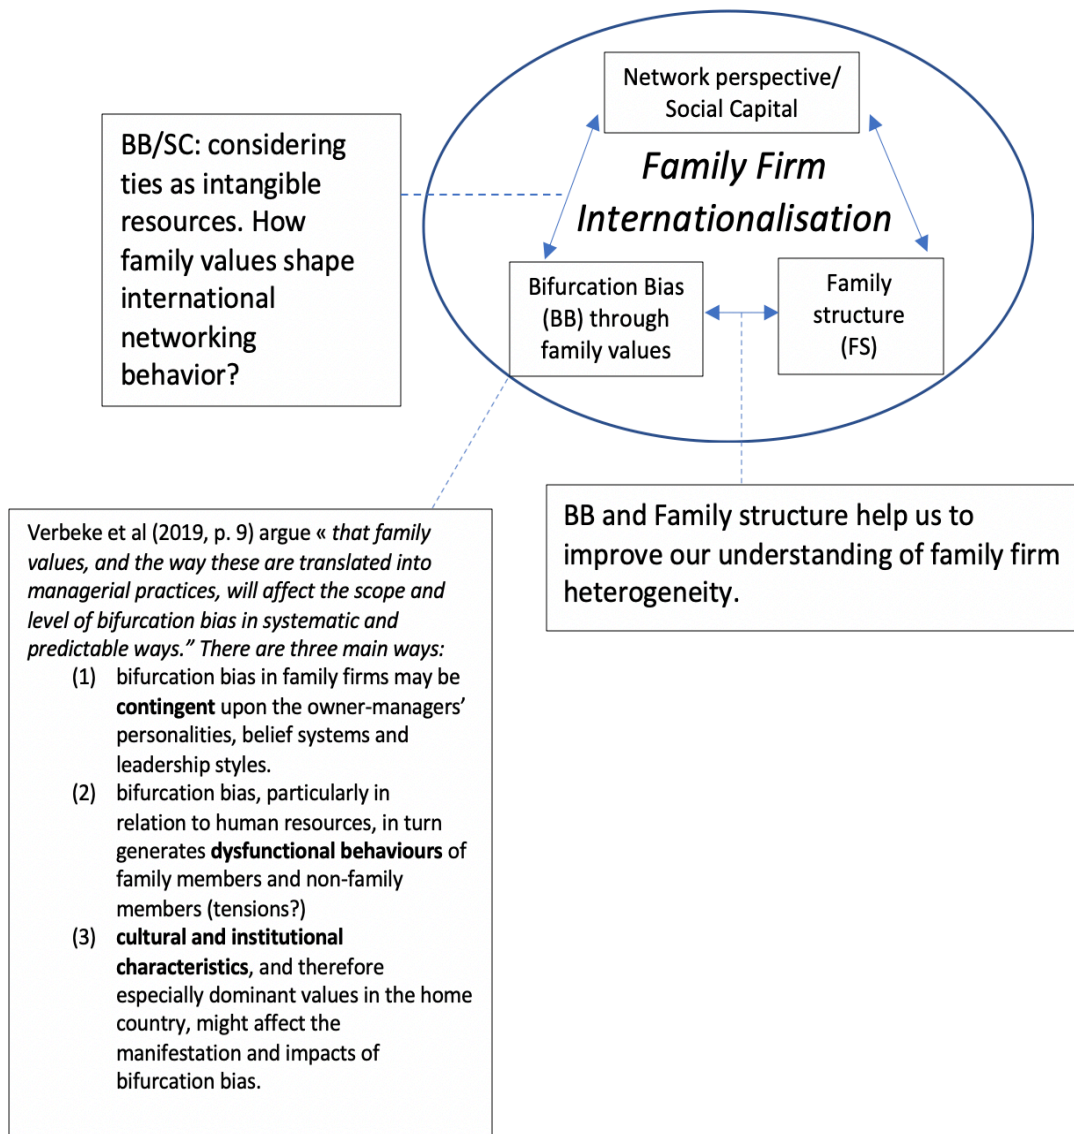 Network perspective/
Social Capital
Family Firm
Internationalisation
BB/SC: considering
ties as intangible
resources. How
family values shape
international
networking
behavior?
Bifurcation Bias
(BB) through
family values
Family
structure
(FS)
BB and Family structure help us to
improve our understanding of family firm
heterogeneity.
Verbeke et al (2019, p. 9) argue « that family
values, and the way these are translated into
managerial practices, will affect the scope and
level of bifurcation bias in systematic and
predictable ways.” There are three main ways:
(1) bifurcation bias in family firms may be
contingent upon the owner-managers’
personalities, belief systems and
leadership styles.
(2) bifurcation bias, particularly in
relation to human resources, in turn
generates dysfunctional behaviours of
family members and non-family
members (tensions?)
(3) cultural and institutional
characteristics, and therefore
especially dominant values in the home
country, might affect the
manifestation and impacts of
bifurcation bias.